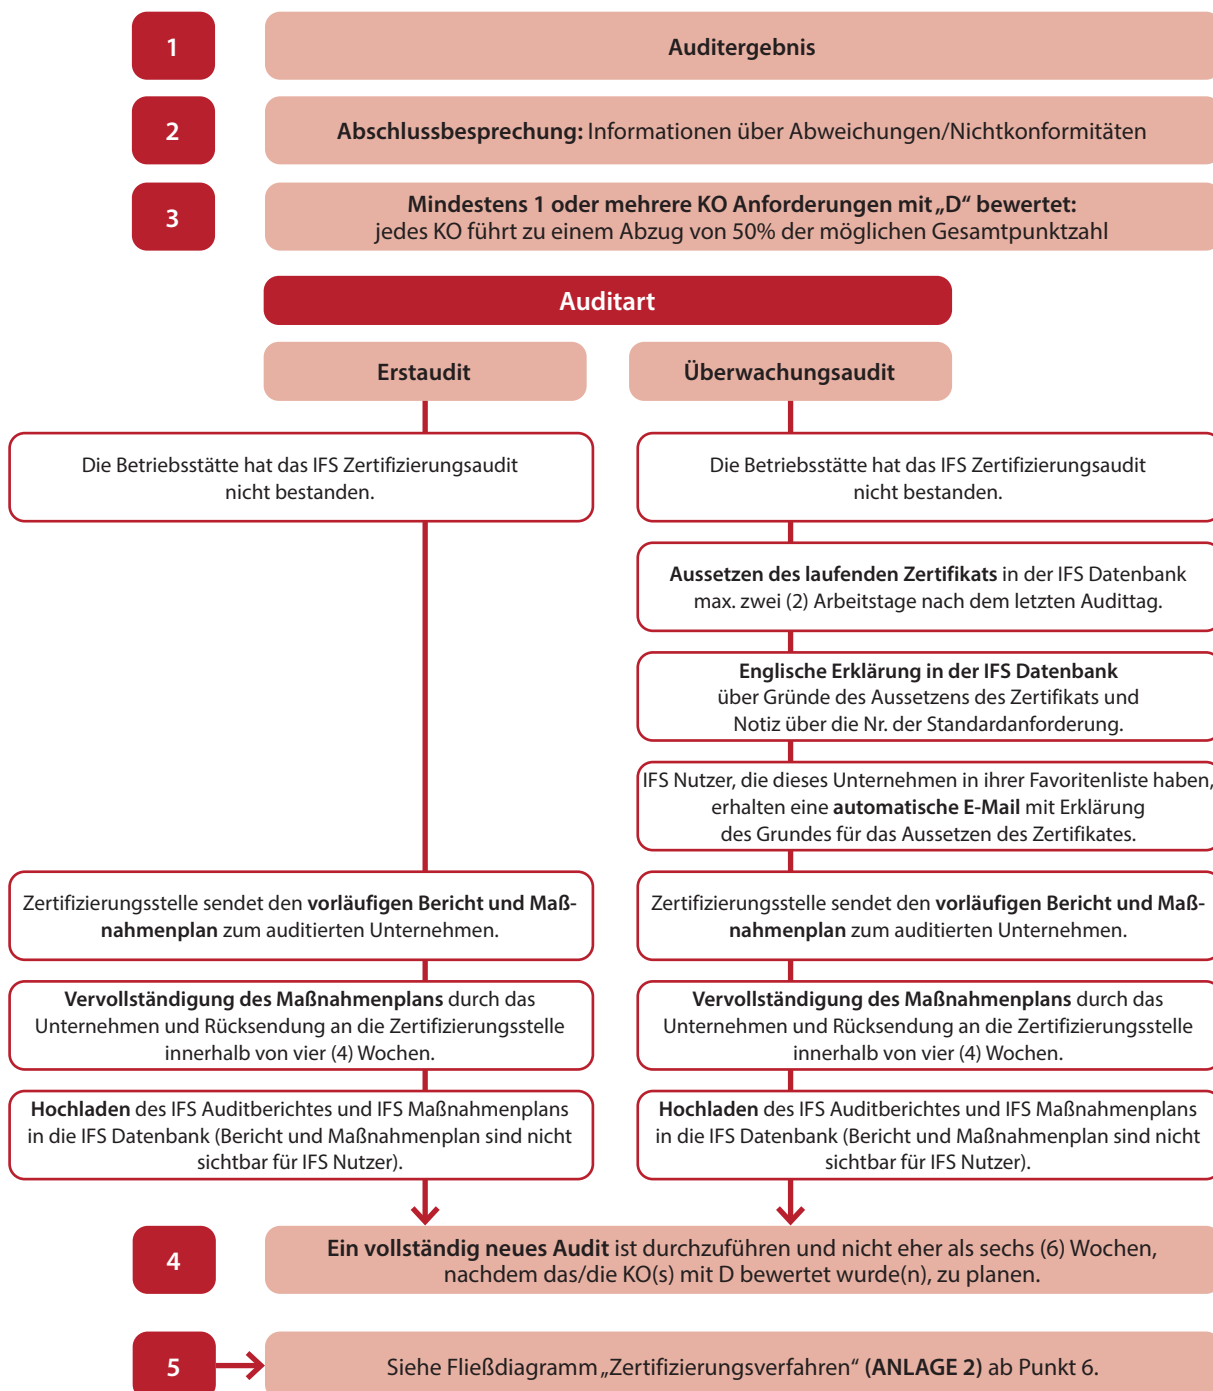 1
Auditergebnis
2
Abschlussbesprechung: Informationen über Abweichungen/Nichtkonformitäten
3
Mindestens 1 oder mehrere KO Anforderungen mit „D“ bewertet:
jedes KO führt zu einem Abzug von 50% der möglichen Gesamtpunktzahl
Auditart
Erstaudit
Überwachungsaudit
Die Betriebsstätte hat das IFS Zertifizierungsaudit
nicht bestanden.
Die Betriebsstätte hat das IFS Zertifizierungsaudit
nicht bestanden.
Aussetzen des laufenden Zertifikats in der IFS Datenbank
max. zwei (2) Arbeitstage nach dem letzten Audittag.
Englische Erklärung in der IFS Datenbank
über Gründe des Aussetzens des Zertifikats und
Notiz über die Nr. der Standardanforderung.
IFS Nutzer, die dieses Unternehmen in ihrer Favoritenliste haben,
erhalten eine automatische E-Mail mit Erklärung
des Grundes für das Aussetzen des Zertifikates.
Zertifizierungsstelle sendet den vorläufigen Bericht und Maß-
nahmenplan zum auditierten Unternehmen.
Zertifizierungsstelle sendet den vorläufigen Bericht und Maß-
nahmenplan zum auditierten Unternehmen.
Vervollständigung des Maßnahmenplans durch das
Unternehmen und Rücksendung an die Zertifizierungsstelle
innerhalb von vier (4) Wochen.
Vervollständigung des Maßnahmenplans durch das
Unternehmen und Rücksendung an die Zertifizierungsstelle
innerhalb von vier (4) Wochen.
Hochladen des IFS Auditberichtes und IFS Maßnahmenplans
in die IFS Datenbank (Bericht und Maßnahmenplan sind nicht
sichtbar für IFS Nutzer).
Hochladen des IFS Auditberichtes und IFS Maßnahmenplans
in die IFS Datenbank (Bericht und Maßnahmenplan sind nicht
sichtbar für IFS Nutzer).
4
Ein vollständig neues Audit ist durchzuführen und nicht eher als sechs (6) Wochen,
nachdem das/die KO(s) mit D bewertet wurde(n), zu planen.
5
Siehe Fließdiagramm „Zertifizierungsverfahren“ (ANLAGE 2) ab Punkt 6.